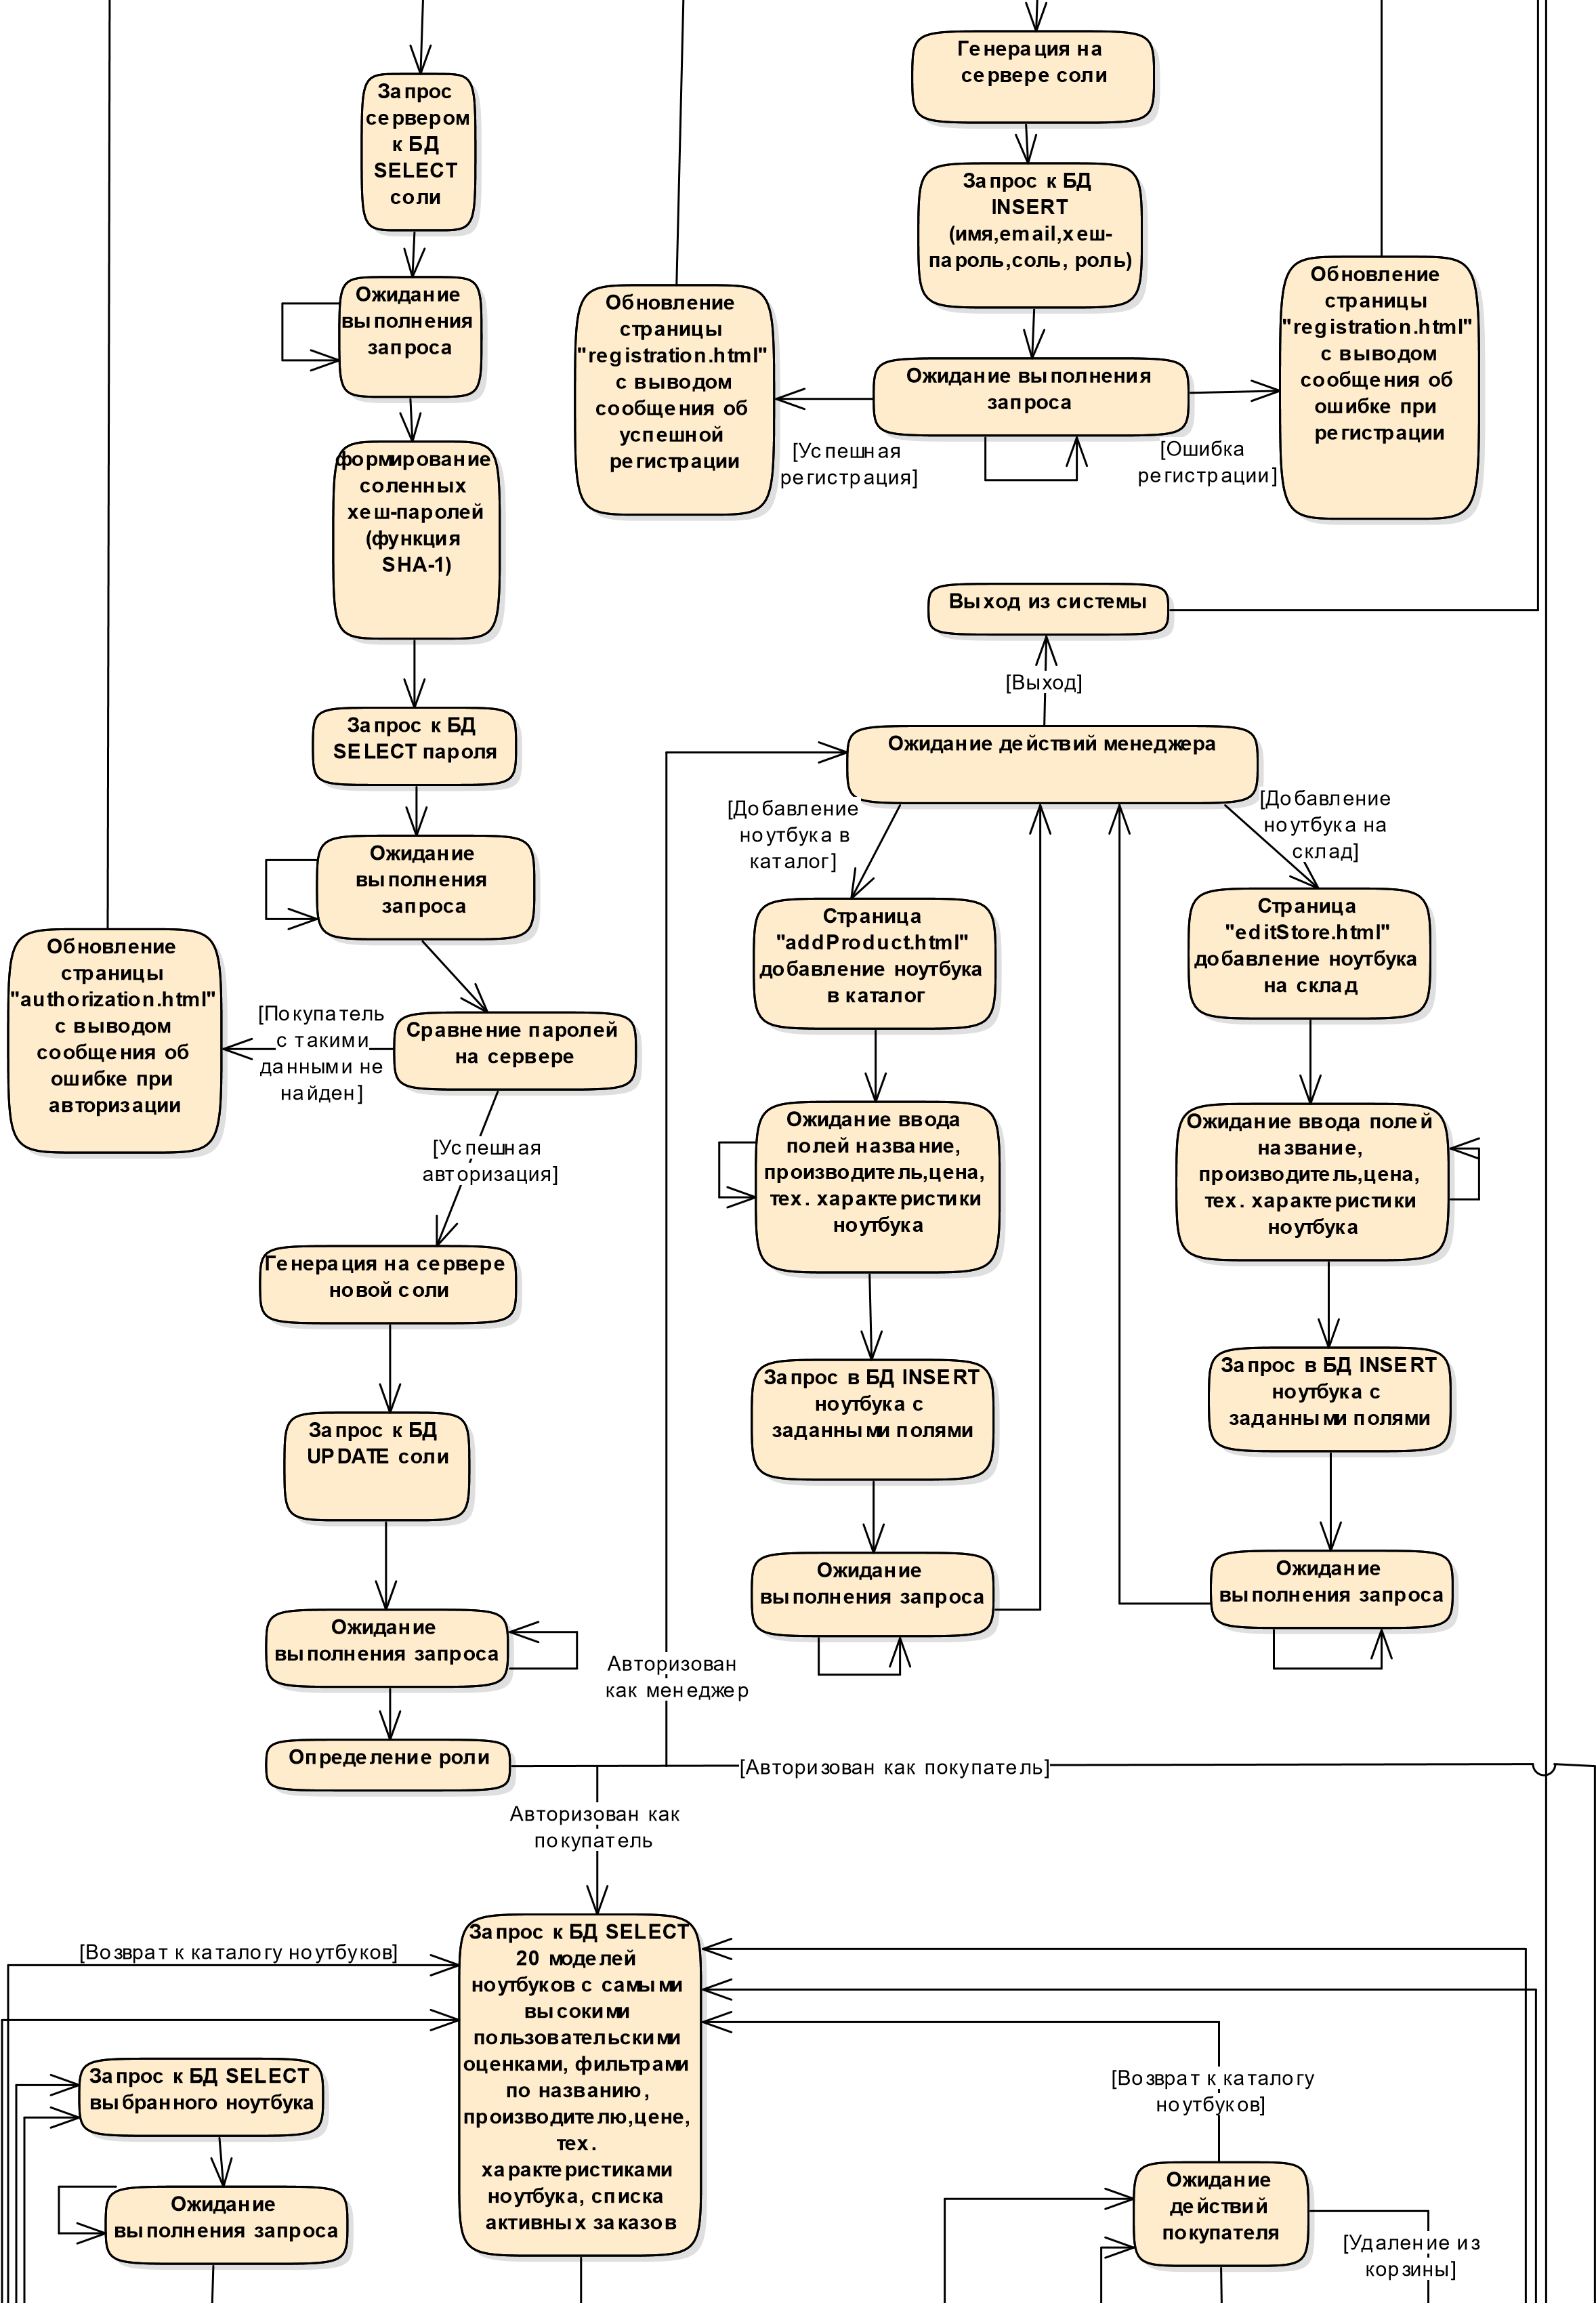 Генерация на
сервере соли
Запрос
сервером
к БД
SELECT
соли
Запрос к БД
INSERT
(имя,email,хеш-
пароль,соль, роль)
Ожидание
выполнения
запроса
Обновление
страницы
"registration.html"
с выводом
сообщения об
успешной
регистрации
Ожидание выполнения
запроса
Обновление
страницы
"registration.html"
с выводом
сообщения об
ошибке при
регистрации
[Успешная
регистрация]
[Ошибка
регистрации]
формирование
соленных
хеш-паролей
(функция
SHA-1)
Выход из системы
[Выход]
Запрос к БД
SELECT пароля
Ожидание действий менеджера
[Добавление
ноутбука в
каталог]
[Добавление
ноутбука на
склад]
Ожидание
выполнения
запроса
Страница
"addProduct.html"
добавление ноутбука
в каталог
Страница
"editStore.html"
добавление ноутбука
на склад
Обновление
страницы
"authorization.html"
с выводом
сообщения об
ошибке при
авторизации
[Покупатель
с такими
данными не
найден]
Сравнение паролей
на сервере
[Успешная
авторизация]
Ожидание ввода
полей название,
производитель,цена,
тех. характеристики
ноутбука
Ожидание ввода полей
название,
производитель,цена,
тех. характеристики
ноутбука
Генерация на сервере
новой соли
Запрос в БД INSERT
ноутбука с
заданными полями
Запрос в БД INSERT
ноутбука с
заданными полями
Запрос к БД
UPDATE соли
Ожидание
выполнения запроса
Ожидание
выполнения запроса
Ожидание
выполнения запроса
Авторизован
как менеджер
Определение роли
[Авторизован как покупатель]
Авторизован как
покупатель
[Возврат к каталогу ноутбуков]
Запрос к БД SELECT
20 моделей
ноутбуков с самыми
высокими
пользовательскими
оценками, фильтрами
по названию,
производителю,цене,
тех.
характеристиками
ноутбука, списка
активных заказов
Запрос к БД SELECT
выбранного ноутбука
Ожидание
выполнения запроса
[Возврат к каталогу
ноутбуков]
Ожидание
действий
покупателя
[Удаление из
корзины]